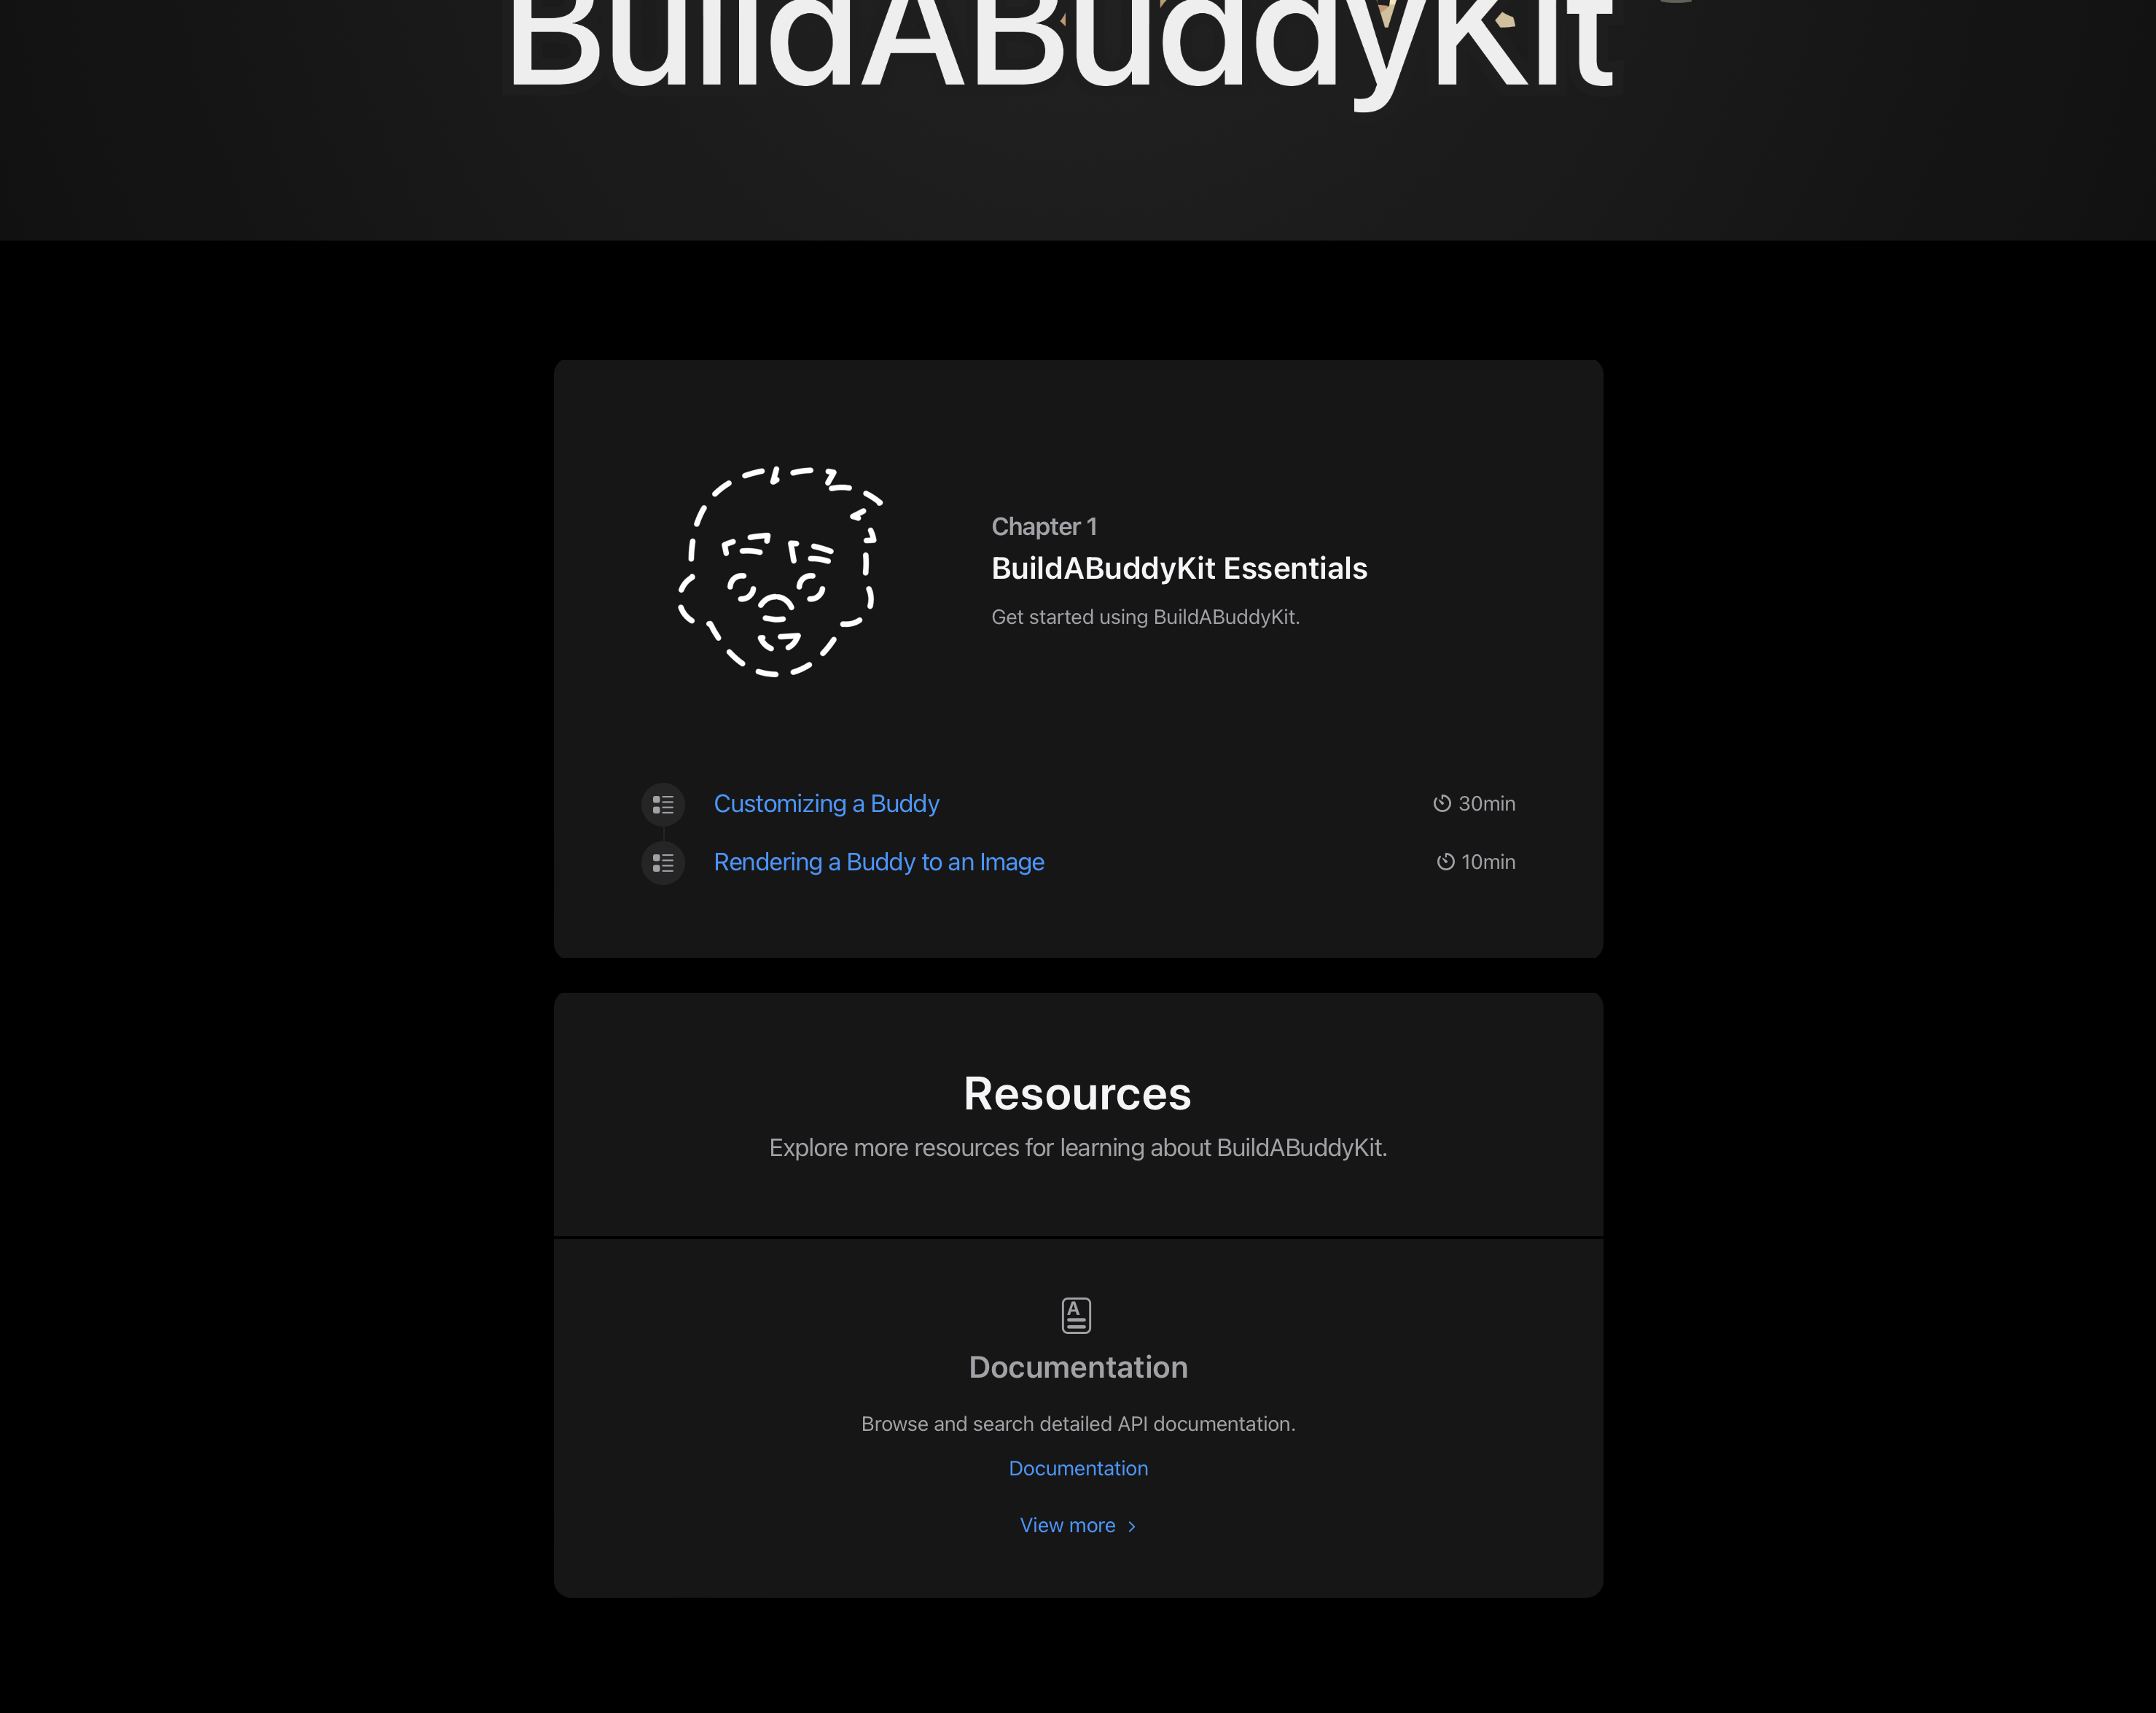 BuildABuddyKit
Chapter 1
BuildABuddyKit Essentials
Get started using BuildABuddyKit.
Customizing a Buddy
30min
Rendering a Buddy to an Image
10min
Resources
Explore more resources for learning about BuildABuddyKit.
Documentation
Browse and search detailed API documentation.
Documentation
View more